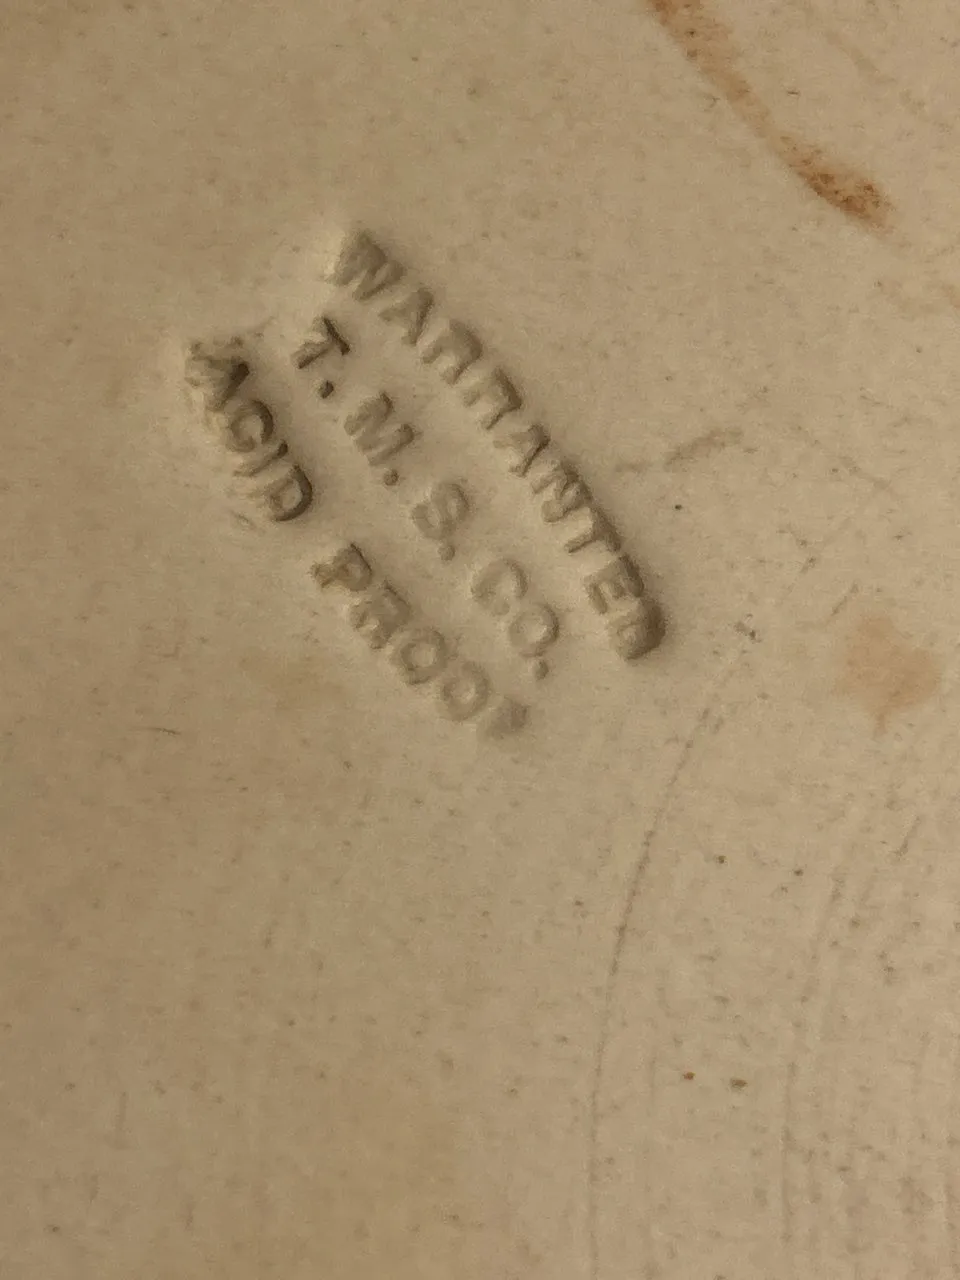 WARRANTED
T. M. S. CO.
ACID PROOF